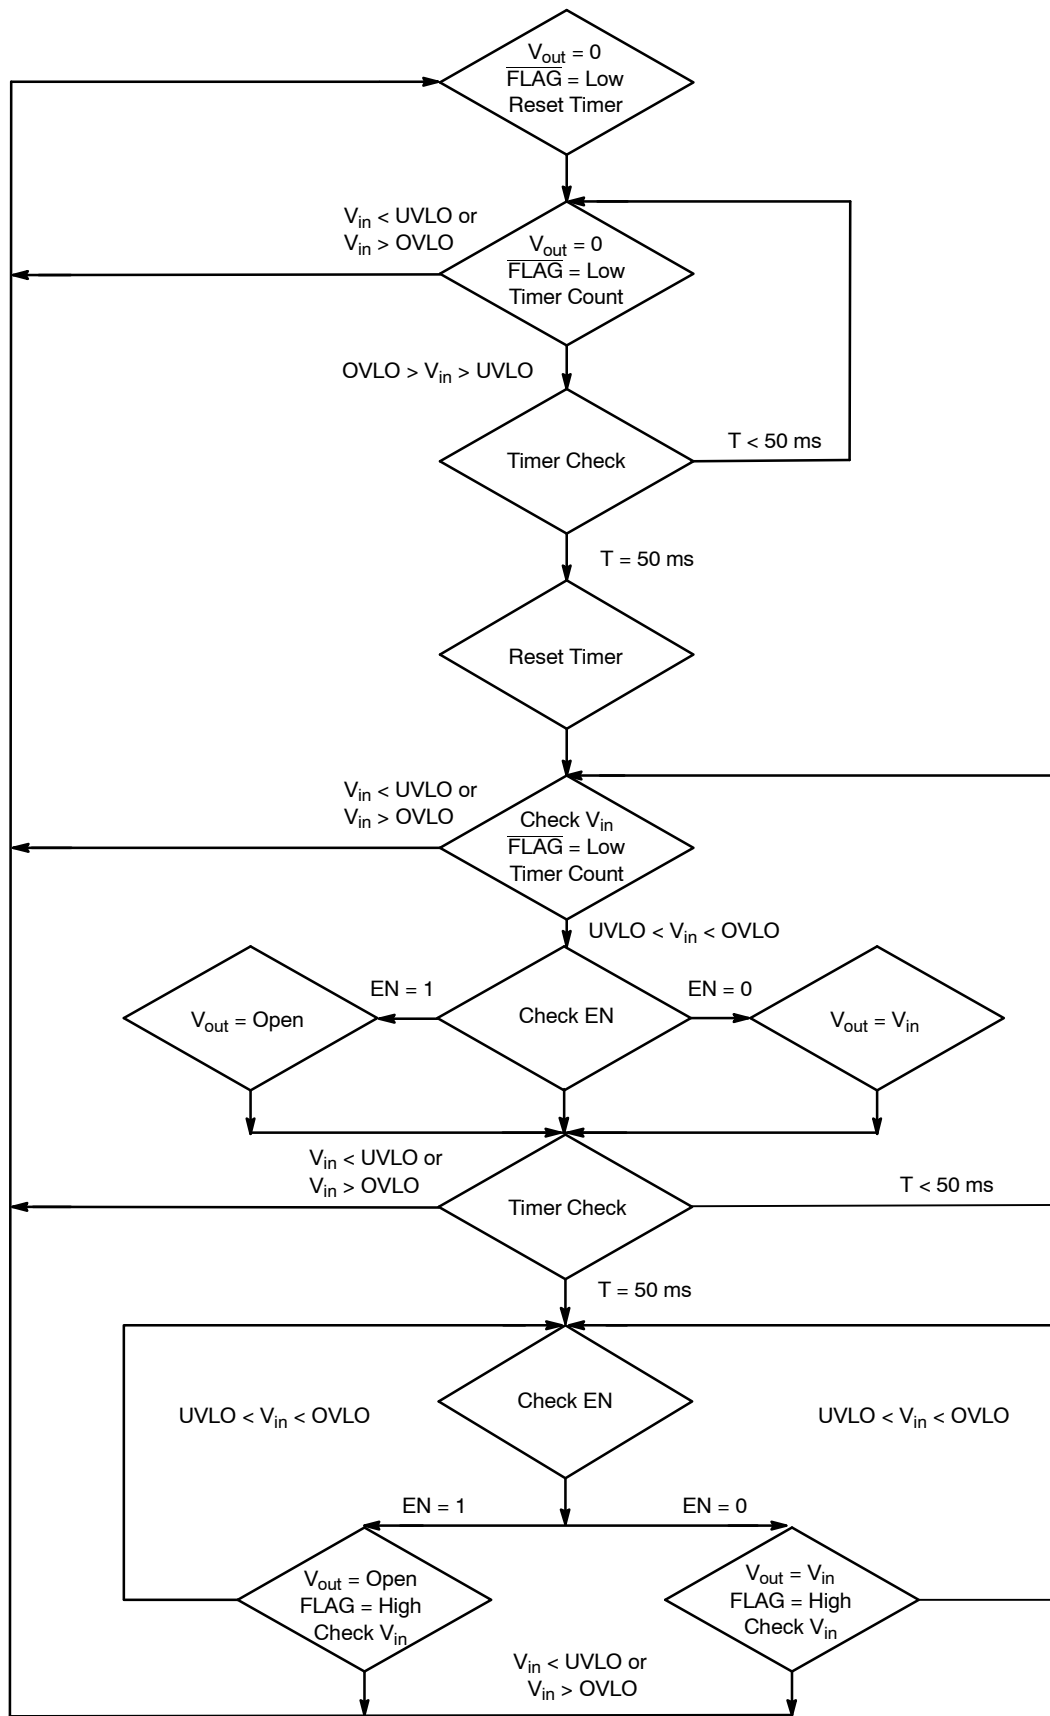 Vout = 0
FLAG = Low
Reset Timer
Vin < UVLO or
Vin > OVLO
Vout = 0
FLAG = Low
Timer Count
OVLO > Vin > UVLO
Timer Check
T < 50 ms
T = 50 ms
Reset Timer
Vin < UVLO or
Vin > OVLO
Check Vin
FLAG = Low
Timer Count
UVLO < Vin < OVLO
EN = 1
EN = 0
Vout = Open
Check EN
Vout = Vin
Vin < UVLO or
Vin > OVLO
Timer Check
T < 50 ms
T = 50 ms
Check EN
UVLO < Vin < OVLO
UVLO < Vin < OVLO
EN = 1
EN = 0
Vout = Open
FLAG = High
Check Vin
Vout = Vin
FLAG = High
Check Vin
Vin < UVLO or
Vin > OVLO